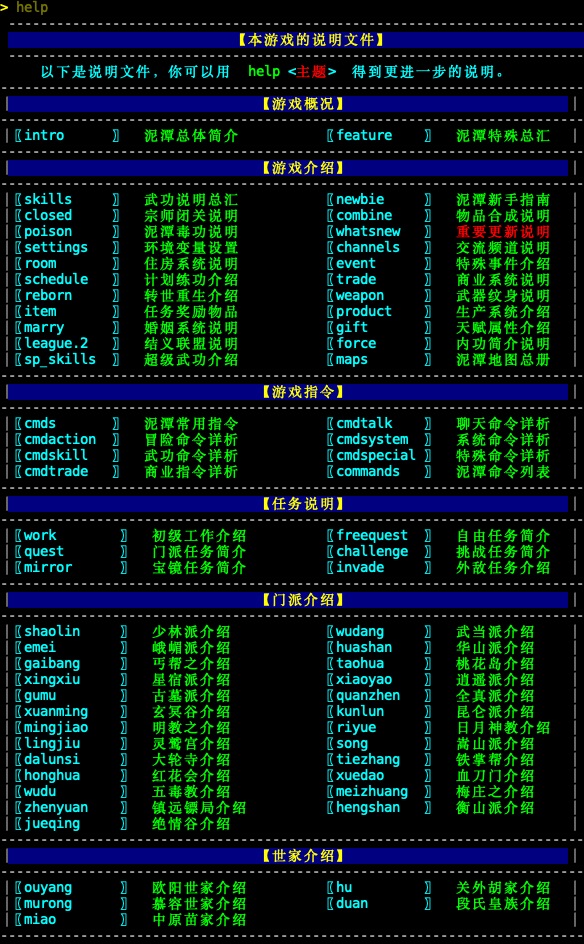 > help
【本游戏的说明文件】
以下是说明文件，你可以用 help <主题> 得到更进一步的说明。
【游戏概况】
〖intro 〗 泥潭总体简介 〖feature 〗 泥潭特殊总汇
【游戏介绍】
〖skills 〗 武功说明总汇 〖newbie 〗 泥潭新手指南
〖closed 〗 宗师闭关说明 〖combine 〗 物品合成说明
〖poison 〗 泥潭毒功说明 〖whatsnew 〗 重要更新说明
〖settings 〗 环境变量设置 〖channels 〗 交流频道说明
〖room 〗 住房系统说明 〖event 〗 特殊事件介绍
〖schedule 〗 计划练功介绍 〖trade 〗 商业系统说明
〖reborn 〗 转世重生介绍 〖weapon 〗 武器纹身说明
〖item 〗 任务奖励物品 〖product 〗 生产系统介绍
〖marry 〗 婚姻系统说明 〖gift 〗 天赋属性介绍
〖league.2 〗 结义联盟说明 〖force 〗 内功简介说明
〖sp_skills 〗 超级武功介绍 〖maps 〗 泥潭地图总册
【游戏指令】
〖cmds 〗 泥潭常用指令 〖cmdtalk 〗 聊天命令详析
〖cmdaction 〗 冒险命令详析 〖cmdsystem 〗 系统命令详析
〖cmdskill 〗 武功命令详析 〖cmdspecial 〗 特殊命令详析
〖cmdtrade 〗 商业指令详析 〖commands 〗 泥潭命令列表
【任务说明】
〖work 〗 初级工作介绍 〖freequest 〗 自由任务简介
〖quest 〗 门派任务简介 〖challenge 〗 挑战任务简介
〖mirror 〗 宝镜任务简介 〖invade 〗 外敌任务介绍
【门派介绍】
〖shaolin 〗 少林派介绍 〖wudang 〗 武当派介绍
〖emei 〗 峨嵋派介绍 〖huashan 〗 华山派介绍
〖gaibang 〗 丐帮之介绍 〖taohua 〗 桃花岛介绍
〖xingxiu 〗 星宿派介绍 〖xiaoyao 〗 逍遥派介绍
〖gumu 〗 古墓派介绍 〖quanzhen 〗 全真派介绍
〖xuanming 〗 玄冥谷介绍 〖kunlun 〗 昆仑派介绍
〖mingjiao 〗 明教之介绍 〖riyue 〗 日月神教介绍
〖lingjiu 〗 灵鹫宫介绍 〖song 〗 嵩山派介绍
〖dalunsi 〗 大轮寺介绍 〖tiezhang 〗 铁掌帮介绍
〖honghua 〗 红花会介绍 〖xuedao 〗 血刀门介绍
〖wudu 〗 五毒教介绍 〖meizhuang 〗 梅庄之介绍
〖zhenyuan 〗 镇远镖局介绍 〖hengshan 〗 衡山派介绍
〖jueqing 〗 绝情谷介绍
【世家介绍】
〖ouyang 〗 欧阳世家介绍 〖hu 〗 关外胡家介绍
〖murong 〗 慕容世家介绍 〖duan 〗 段氏皇族介绍
〖miao 〗 中原苗家介绍